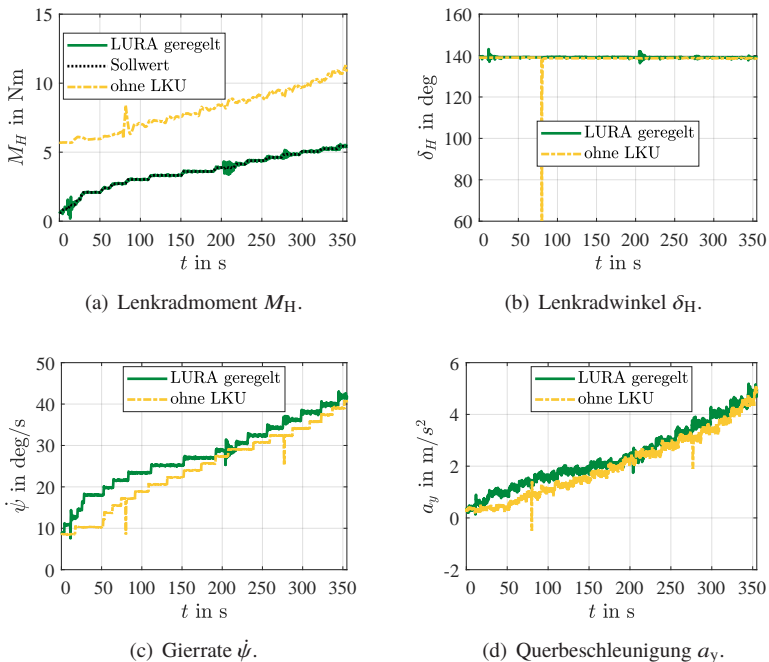 LURA geregelt
Sollwert
ohne LKU
15
10
5
0
M_H in Nm
0 50 100 150 200 250 300 350
t in s
(a) Lenkradmoment M_H.
160
140
120
100
80
60
δ_H in deg
LURA geregelt
ohne LKU
0 50 100 150 200 250 300 350
t in s
(b) Lenkradwinkel δ_H.
50
40
30
20
10
0
ψ̇ in deg/s
LURA geregelt
ohne LKU
0 50 100 150 200 250 300 350
t in s
(c) Gierrate ψ̇.
6
4
2
0
-2
a_y in m/s²
LURA geregelt
ohne LKU
0 50 100 150 200 250 300 350
t in s
(d) Querbeschleunigung a_y.